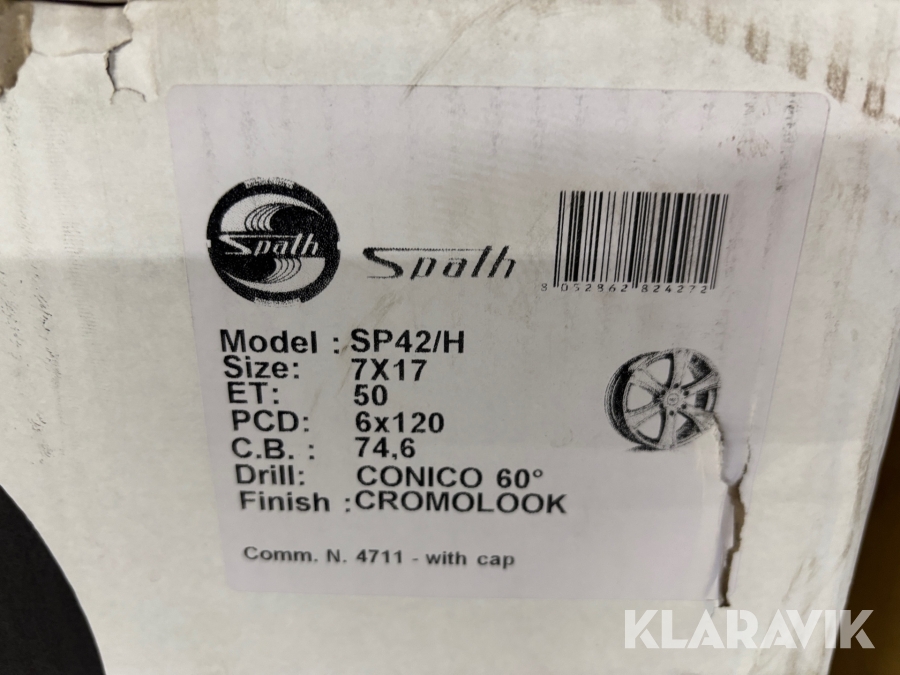 Spath
Spath
8 052862 824272
Model : SP42/H
Size: 7X17
ET: 50
PCD: 6x120
C.B. : 74,6
Drill: CONICO 60°
Finish :CROMOLOOK
Comm. N. 4711 - with cap
KLARAVIK